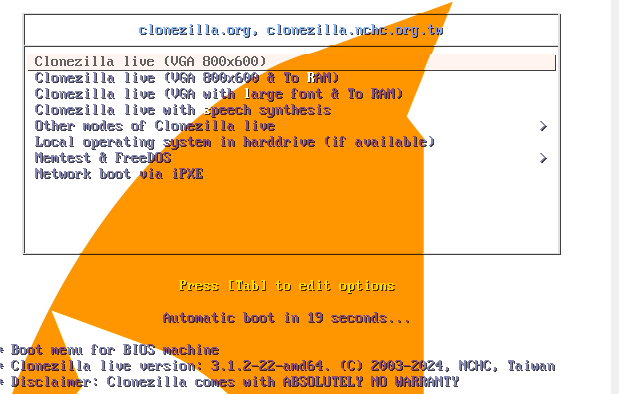 clonezilla.org, clonezilla.nchc.org.tw
Clonezilla live (VGA 800x600)
Clonezilla live (VGA 800x600 & To RAM)
Clonezilla live (VGA with large font & To RAM)
Clonezilla live with speech synthesis
Other modes of Clonezilla live >
Local operating system in harddrive (if available)
Memtest & FreeDOS >
Network boot via iPXE
Press [Tab] to edit options
Automatic boot in 19 seconds...
* Boot menu for BIOS machine
* Clonezilla live version: 3.1.2-22-amd64. (C) 2003-2024, NCHC, Taiwan
* Disclaimer: Clonezilla comes with ABSOLUTELY NO WARRANTY